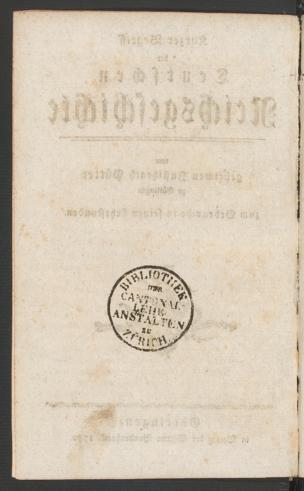 Kurzer Begriff
der
Teutschen
Reichsgeschichte
vom
geheimen Justitzrath Pütter
zu Göttingen
zum Gebrauche in seinen Lehrstunden
BIBLIOTHEK
DER
CANTONAL-
LEHR-
ANSTALTEN
ZU
ZÜRICH.
Göttingen